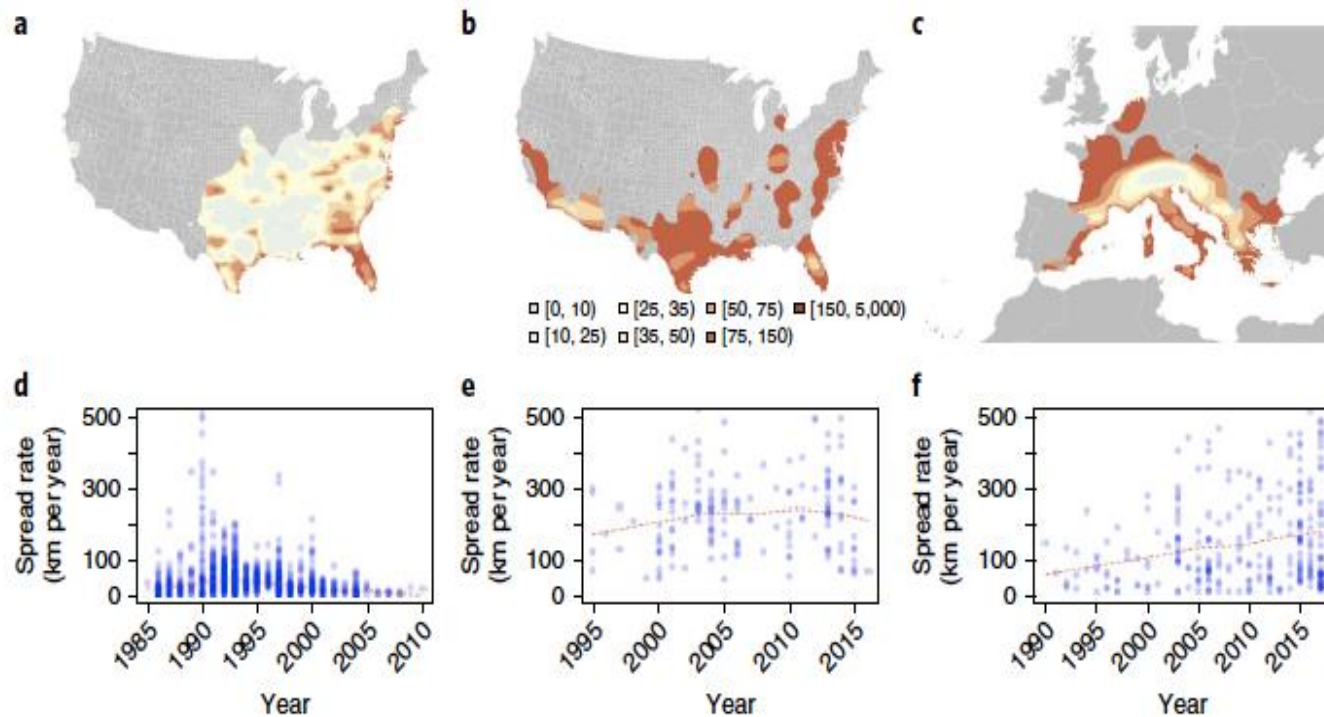 a b c
[0, 10) [25, 35) [50, 75) [150, 5,000)
[10, 25) [35, 50) [75, 150)
d e f
500
300
100
0
Spread rate
(km per year)
1985 1990 1995 2000 2005 2010
Year
500
300
100
0
Spread rate
(km per year)
1995 2000 2005 2010 2015
Year
500
300
100
0
Spread rate
(km per year)
1990 1995 2000 2005 2010 2015
Year